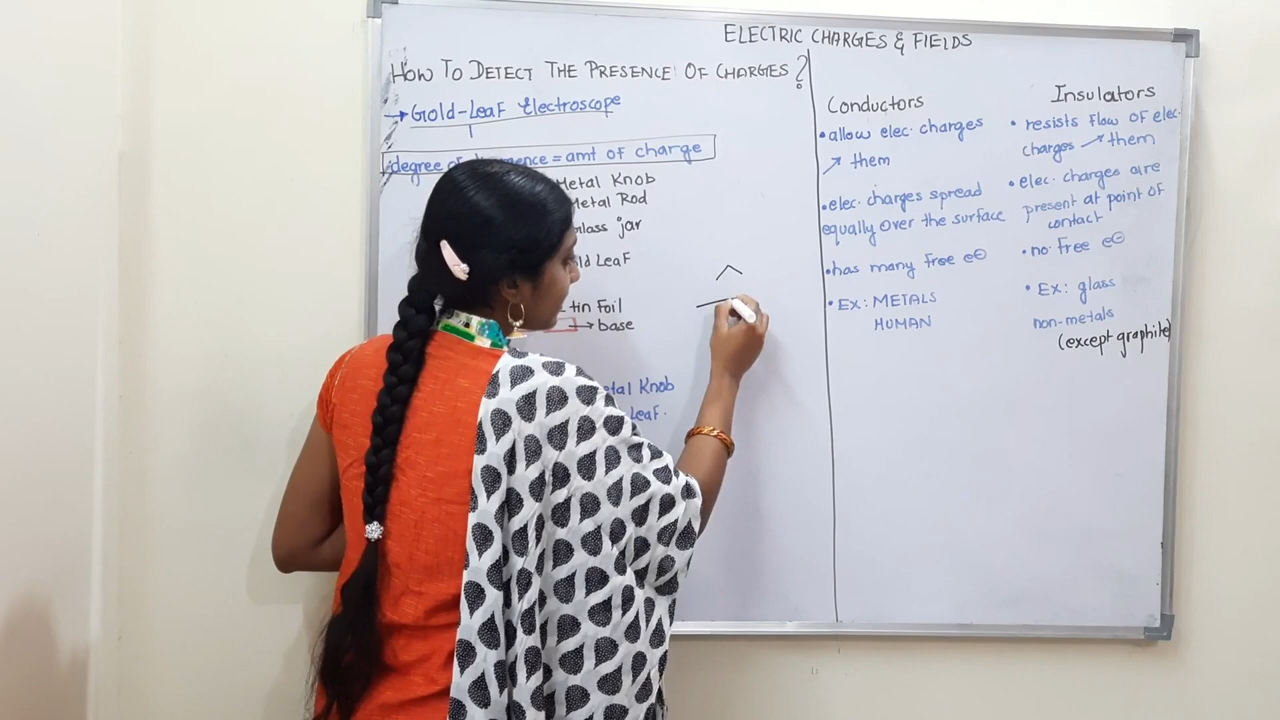 ELECTRIC CHARGES & FIELDS
HOW TO DETECT THE PRESENCE OF CHARGES?
→ Gold-Leaf Electroscope
degree of = amt of charge
Metal Knob
Metal Rod
jar
Leaf
tin Foil
→ base
Knob
Leaf.
Conductors
• allow elec. charges
↗ them
• elec. charges spread
equally over the surface
• has many free e⊖
• Ex: METALS
HUMAN
Insulators
• resists flow of elec.
charges ↗ them
• elec. charges are
present at point of
contact
• no free e⊖
• Ex: glass
non-metals
(except graphite)